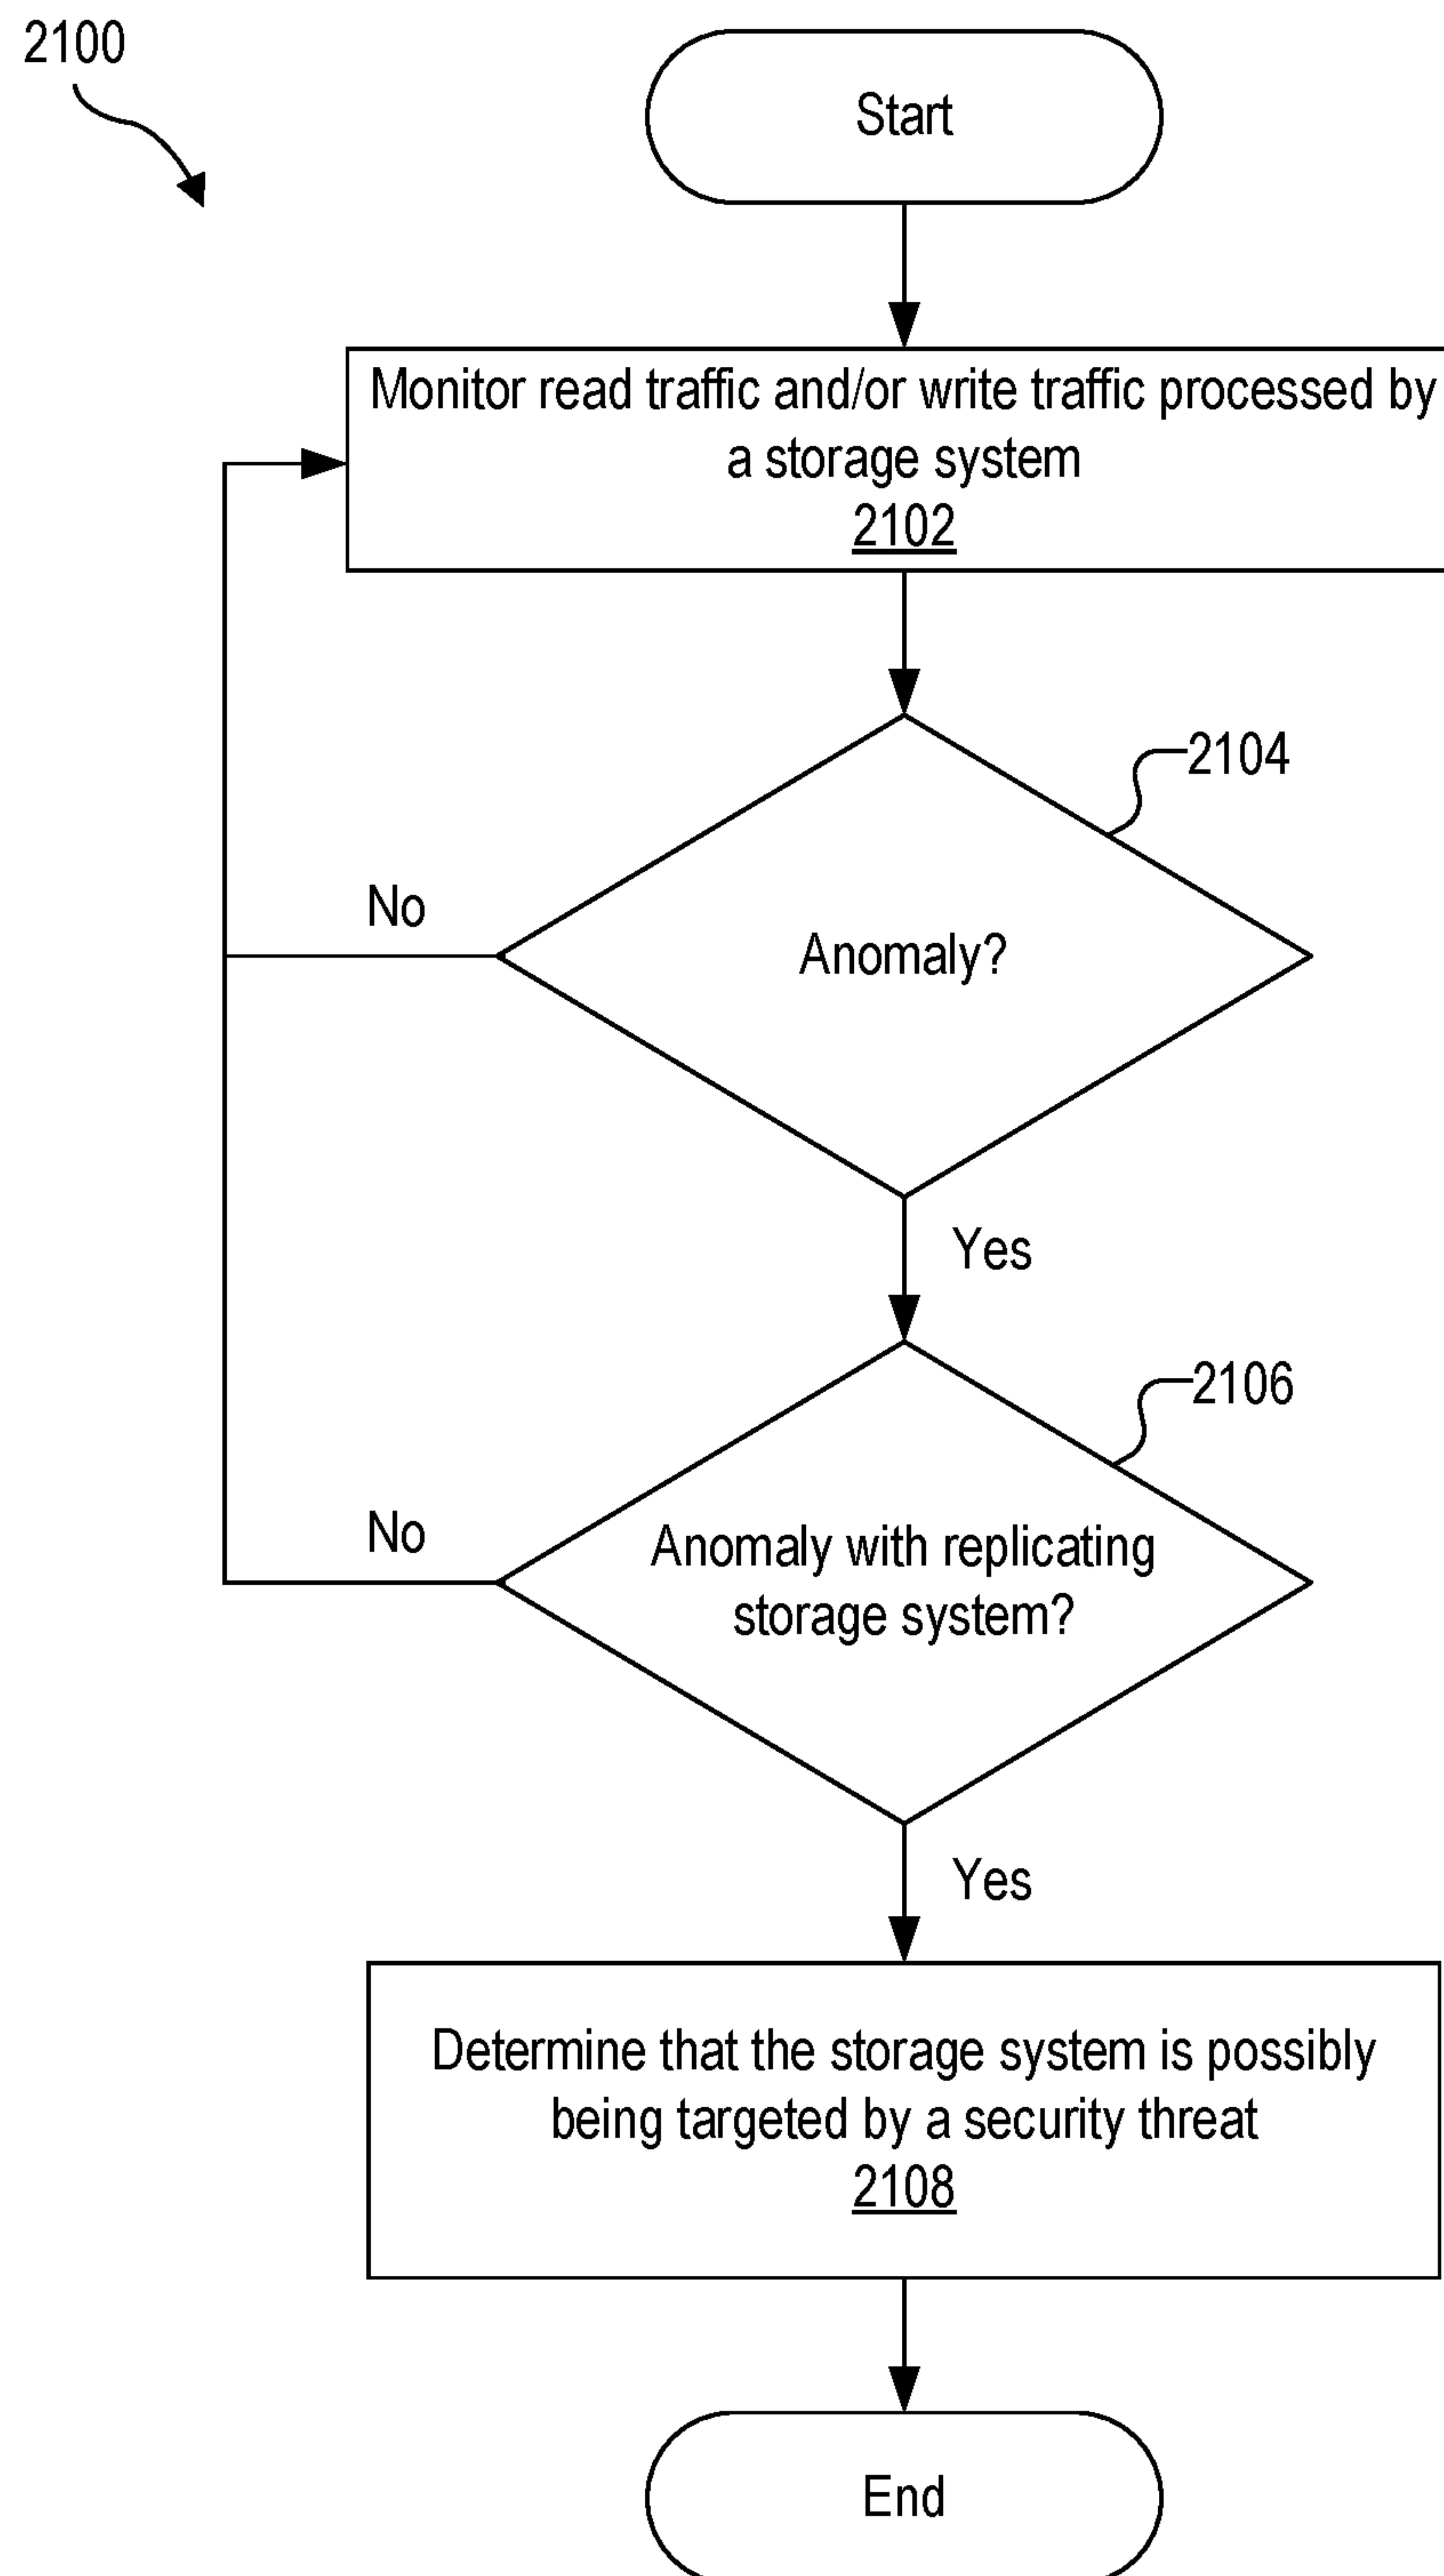 2100
Start
Monitor read traffic and/or write traffic processed by
a storage system
2102
2104
Anomaly?
No
Yes
2106
Anomaly with replicating
storage system?
No
Yes
Determine that the storage system is possibly
being targeted by a security threat
2108
End